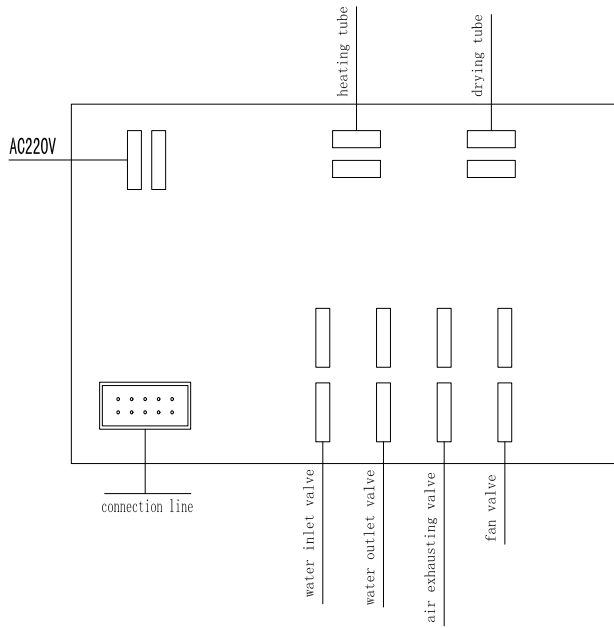 heating tube
drying tube
AC220V
connection line
water inlet valve
water outlet valve
air exhausting valve
fan valve